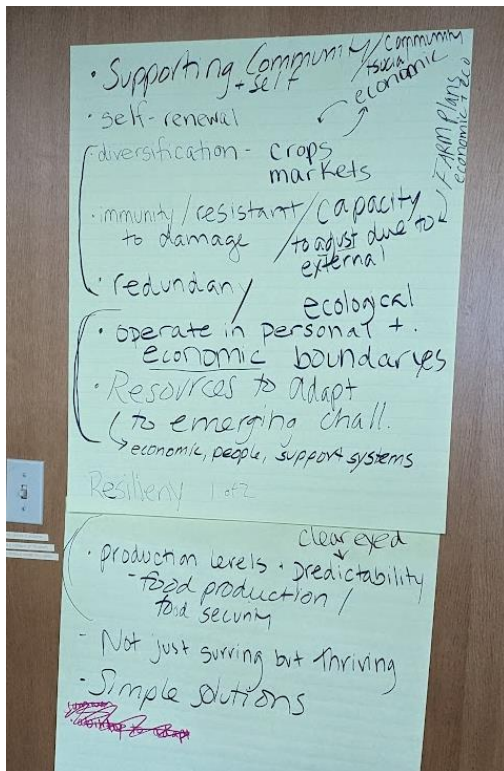 · Supporting Community / community
+ self
+ social
economic
· self-renewal
· diversification - crops
markets
/ FARM Plans
economic + eco
· immunity / resistant / capacity
to damage / to adjust due to
external
· redundany /
ecological
· operate in personal +
economic boundaries
· Resources to adapt
to emerging chall.
→ economic, people, support systems
Resilieny 1 of 2
clear eyed
· production levels · predictability
- food production /
food security
- Not just surving but thriving
- Simple solutions